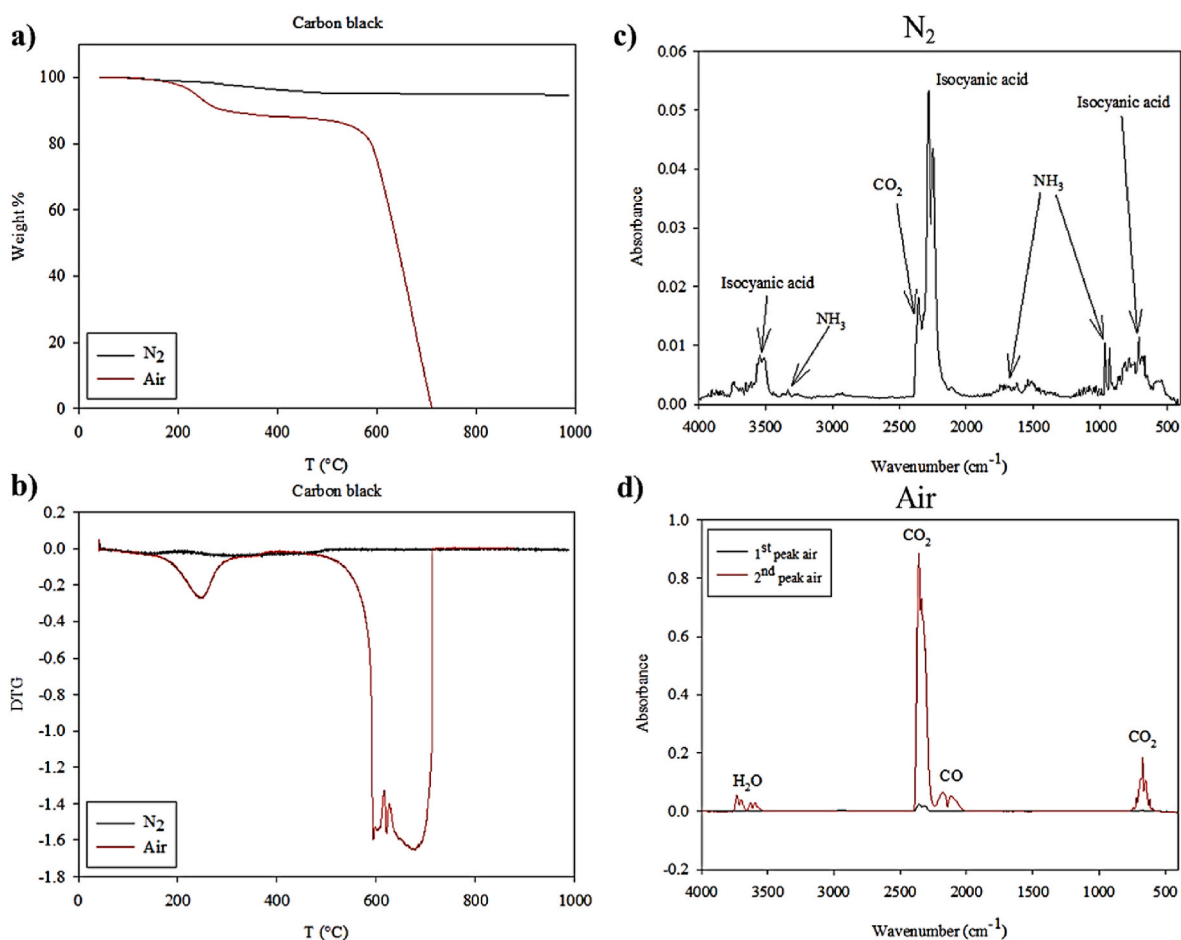 a)
Carbon black
Weight %
100
80
60
40
20
0
N2
Air
0 200 400 600 800 1000
T (°C)
b)
Carbon black
DTG
0.2
0.0
-0.2
-0.4
-0.6
-0.8
-1.0
-1.2
-1.4
-1.6
-1.8
N2
Air
0 200 400 600 800 1000
T (°C)
c)
N2
Absorbance
0.06
0.05
0.04
0.03
0.02
0.01
0.00
Isocyanic acid
Isocyanic acid
CO2
NH3
Isocyanic acid
NH3
4000 3500 3000 2500 2000 1500 1000 500
Wavenumber (cm-1)
d)
Air
Absorbance
1.0
0.8
0.6
0.4
0.2
0.0
-0.2
1st peak air
2nd peak air
CO2
H2O
CO
CO2
4000 3500 3000 2500 2000 1500 1000 500
Wavenumber (cm-1)